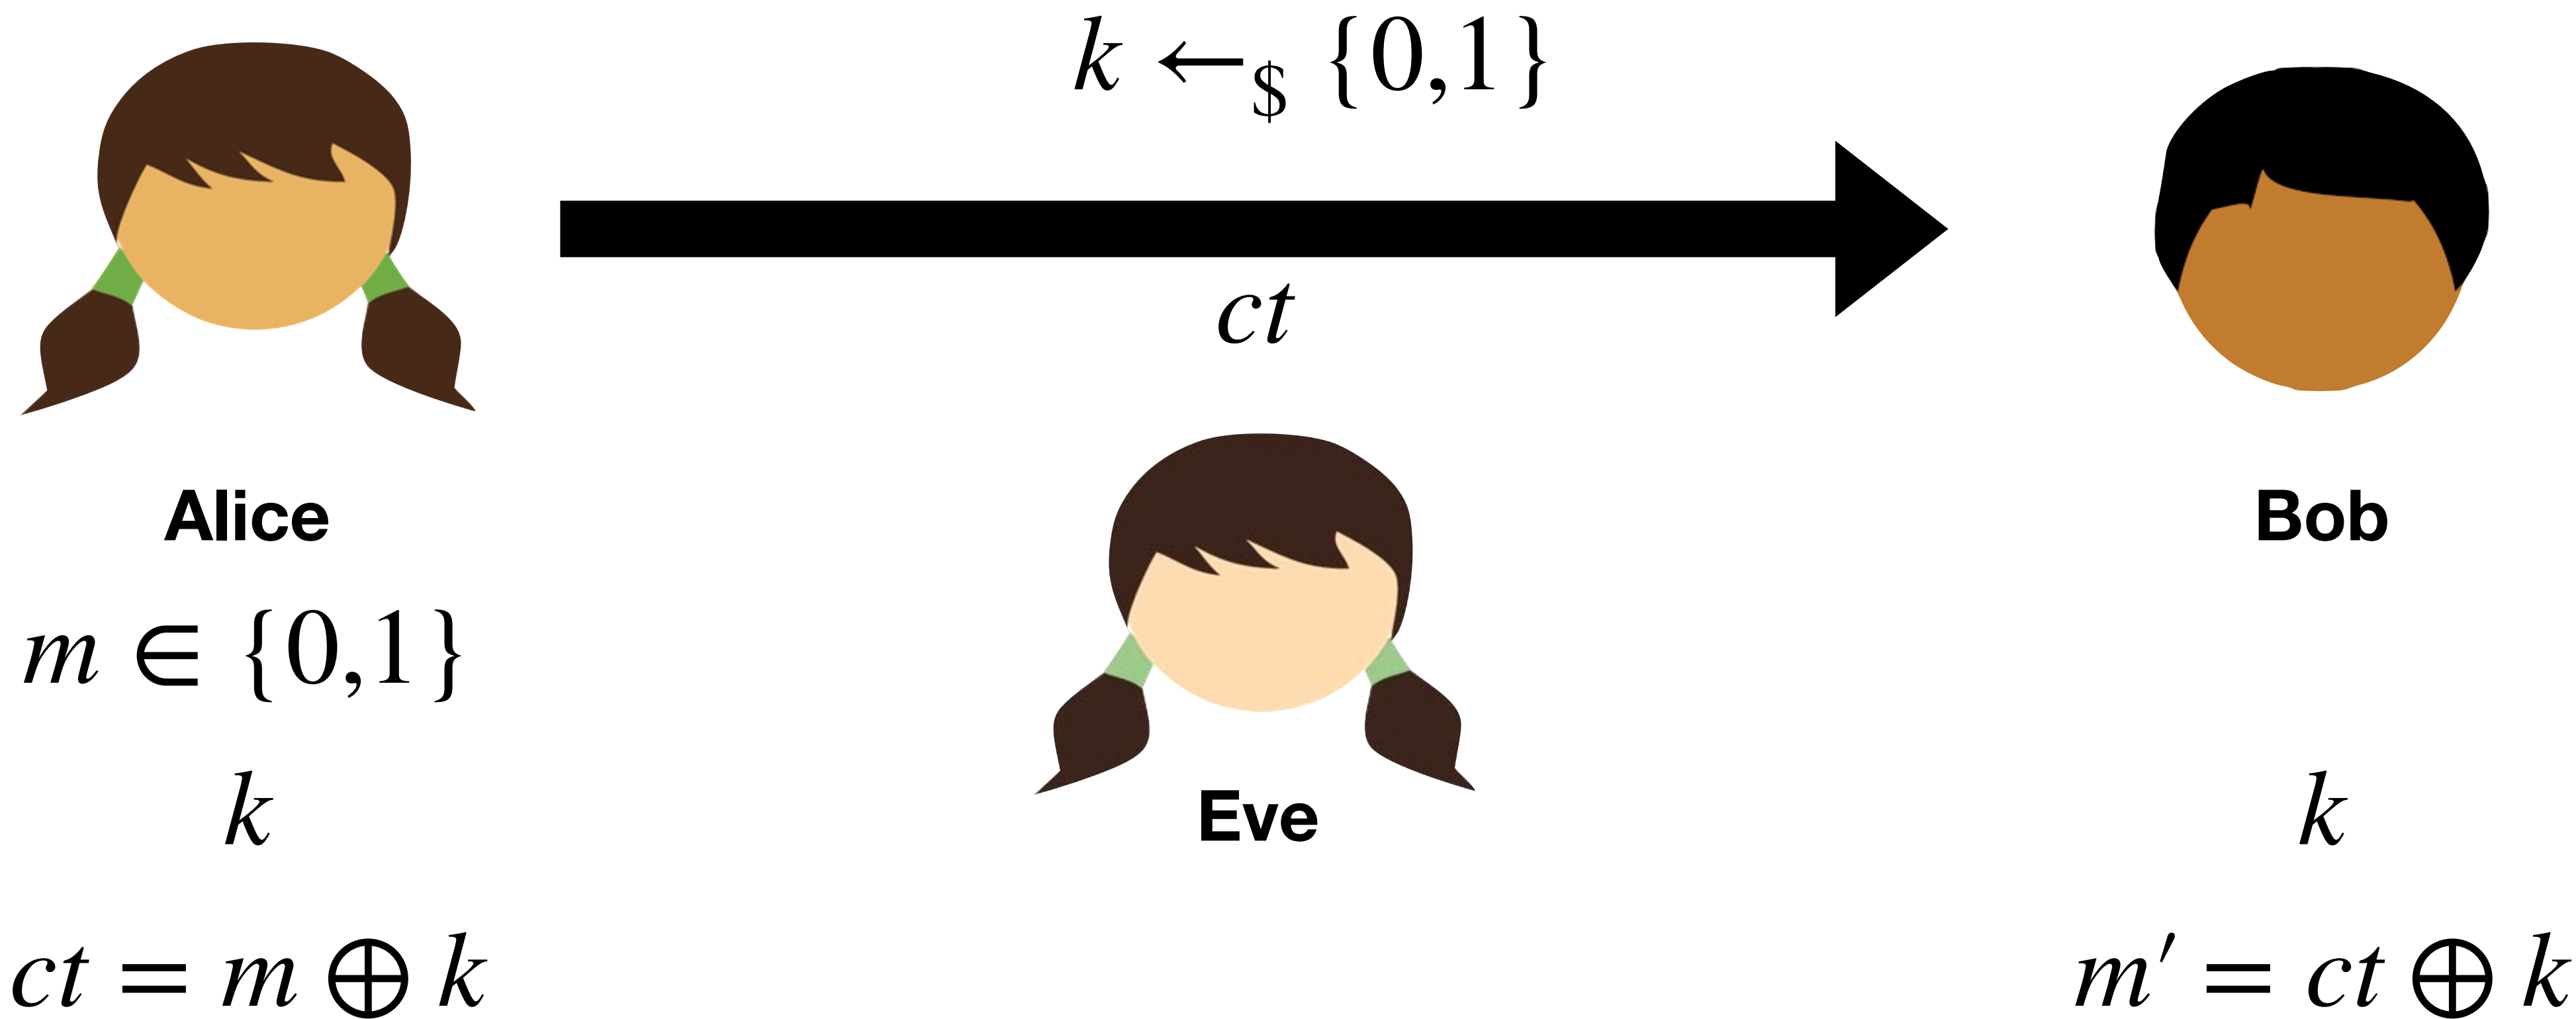 k ←$ {0,1}
ct
Alice
Bob
m ∈ {0,1}
Eve
k
k
ct = m ⊕ k
m′ = ct ⊕ k